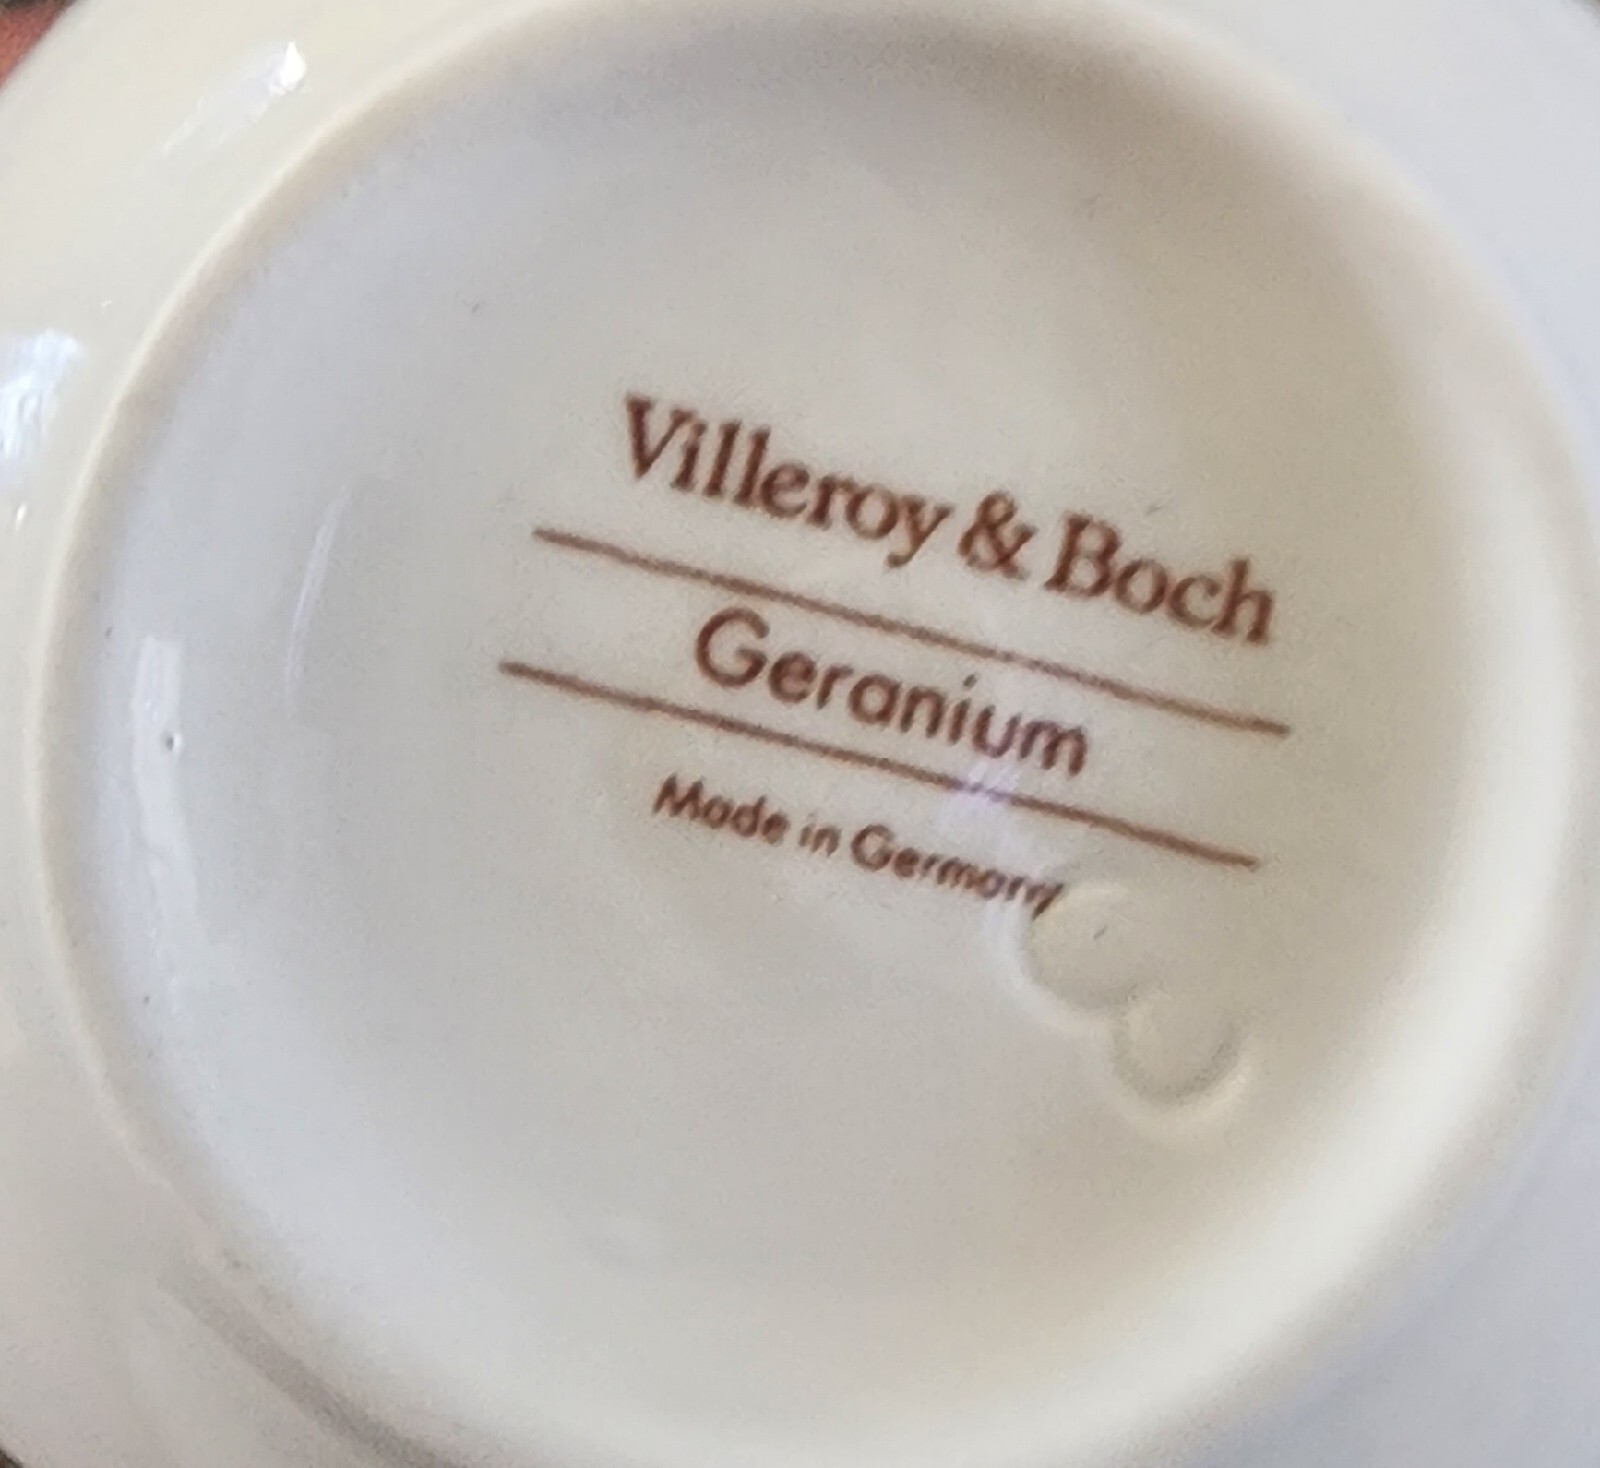 Villeroy & Boch
Geranium
Made in Germany